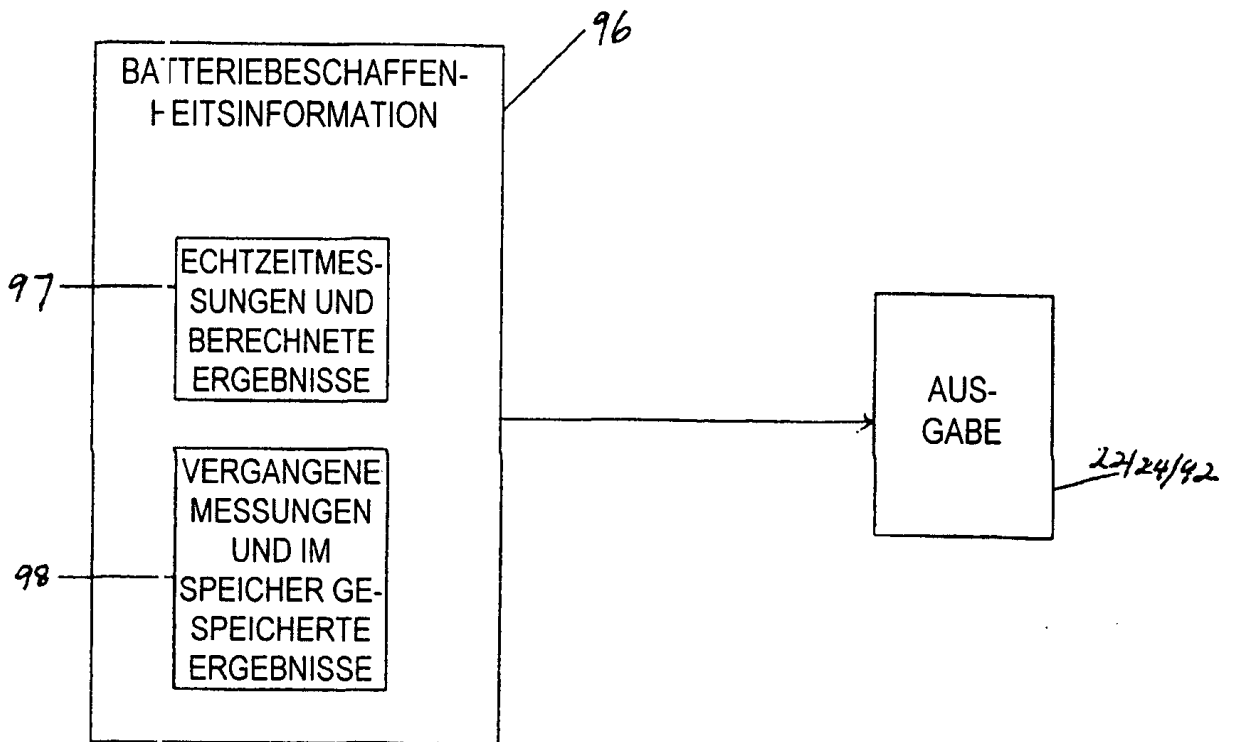 96
BATTERIEBESCHAFFEN-
HEITSINFORMATION
97
ECHTZEITMES-
SUNGEN UND
BERECHNETE
ERGEBNISSE
98
VERGANGENE
MESSUNGEN
UND IM
SPEICHER GE-
SPEICHERTE
ERGEBNISSE
AUS-
GABE
22/24/92